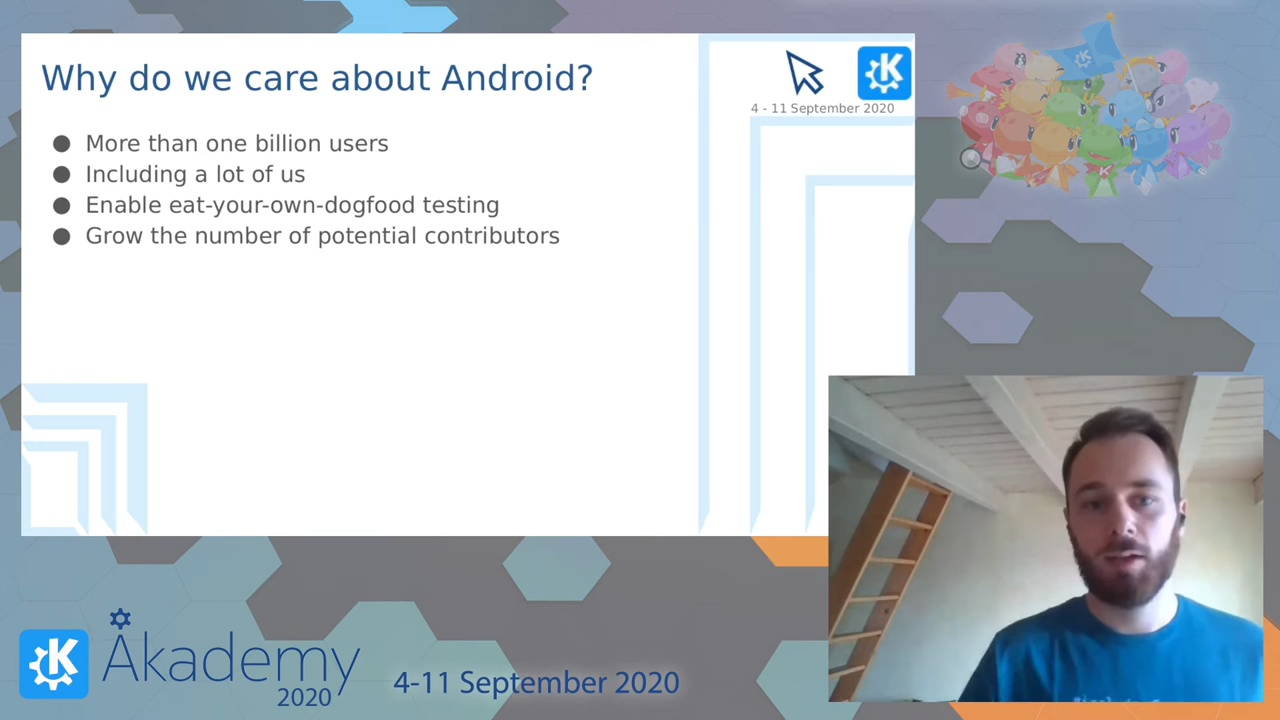 Why do we care about Android?
4 - 11 September 2020
More than one billion users
Including a lot of us
Enable eat-your-own-dogfood testing
Grow the number of potential contributors
Akademy
2020
4-11 September 2020